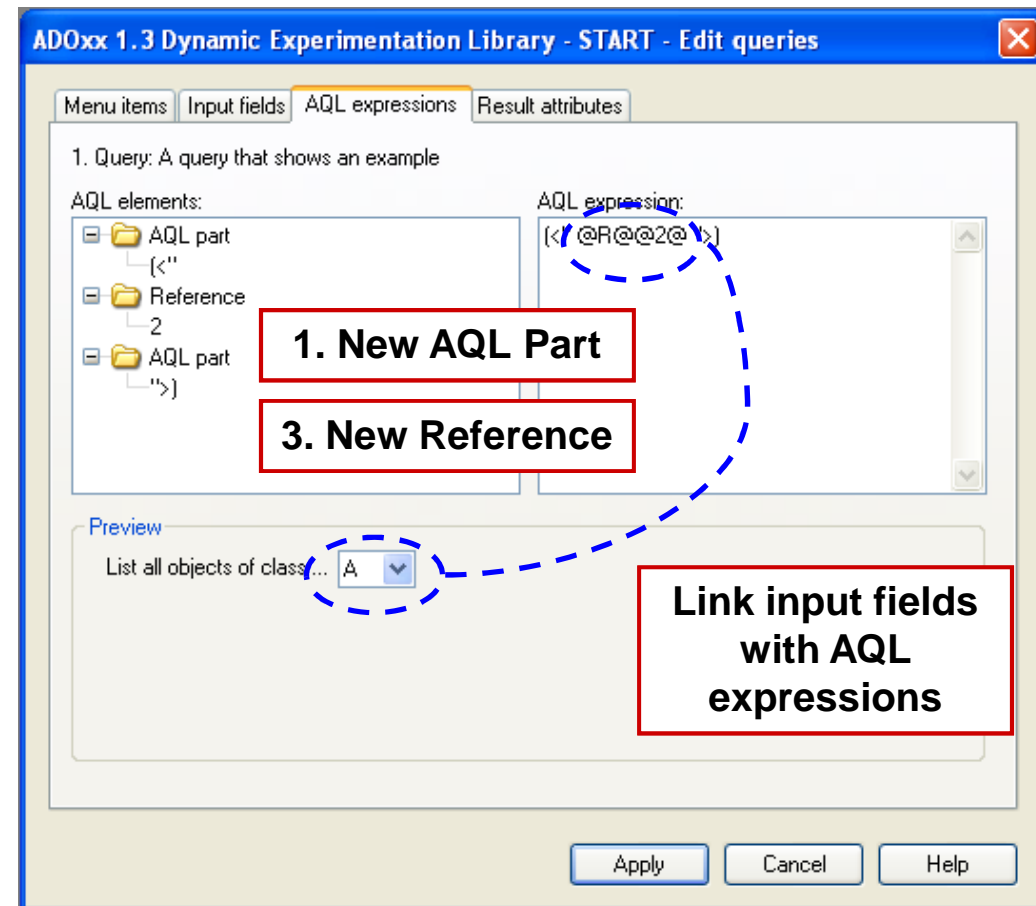 ADOxx 1.3 Dynamic Experimentation Library - START - Edit queries
Menu items Input fields AQL expressions Result attributes
1. Query: A query that shows an example
AQL elements:
AQL part
(<"
Reference
2
AQL part
">)
AQL expression:
(<" @R@@2@ ">)
1. New AQL Part
3. New Reference
Preview
List all objects of class ... A
Link input fields
with AQL
expressions
Apply Cancel Help